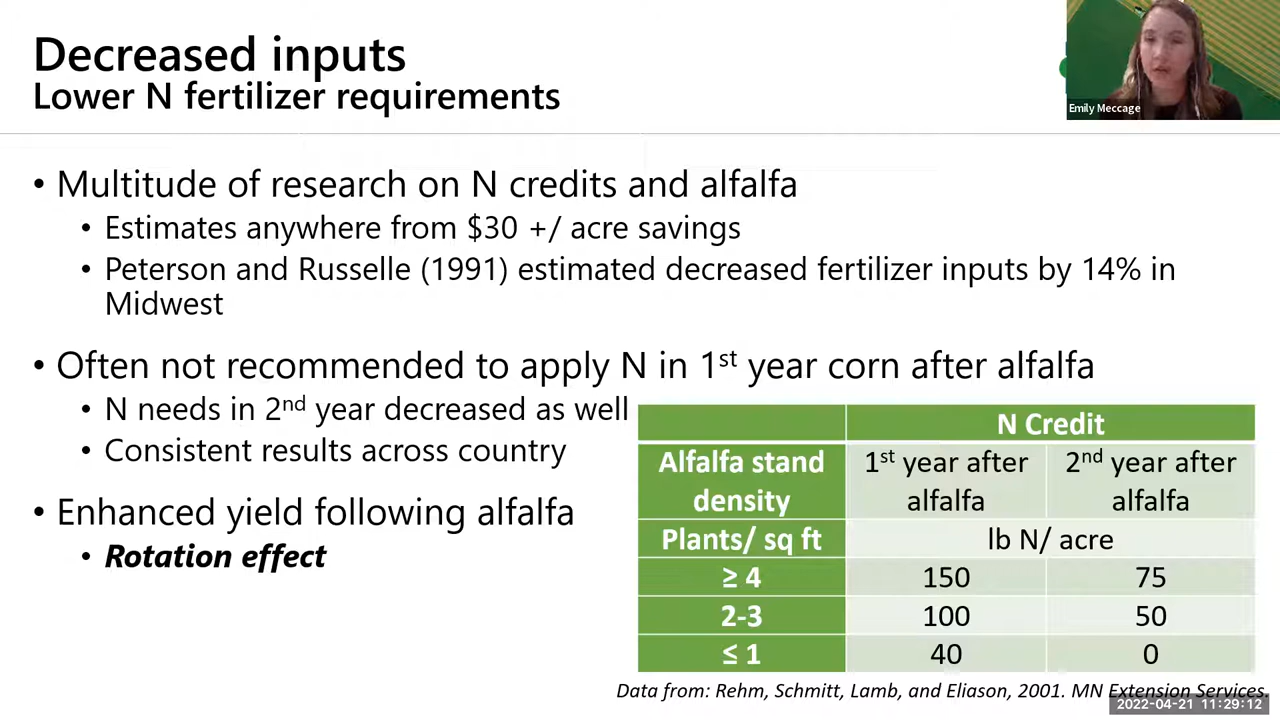 Decreased inputs
Lower N fertilizer requirements
Emily Meccage
• Multitude of research on N credits and alfalfa
• Estimates anywhere from $30 +/ acre savings
• Peterson and Russelle (1991) estimated decreased fertilizer inputs by 14% in
Midwest
• Often not recommended to apply N in 1st year corn after alfalfa
• N needs in 2nd year decreased as well
• Consistent results across country
• Enhanced yield following alfalfa
• Rotation effect
N Credit
Alfalfa stand density 1st year after alfalfa 2nd year after alfalfa
Plants/ sq ft lb N/ acre
≥ 4 150 75
2-3 100 50
≤ 1 40 0
Data from: Rehm, Schmitt, Lamb, and Eliason, 2001. MN Extension Services.
2022-04-21 11:29:12